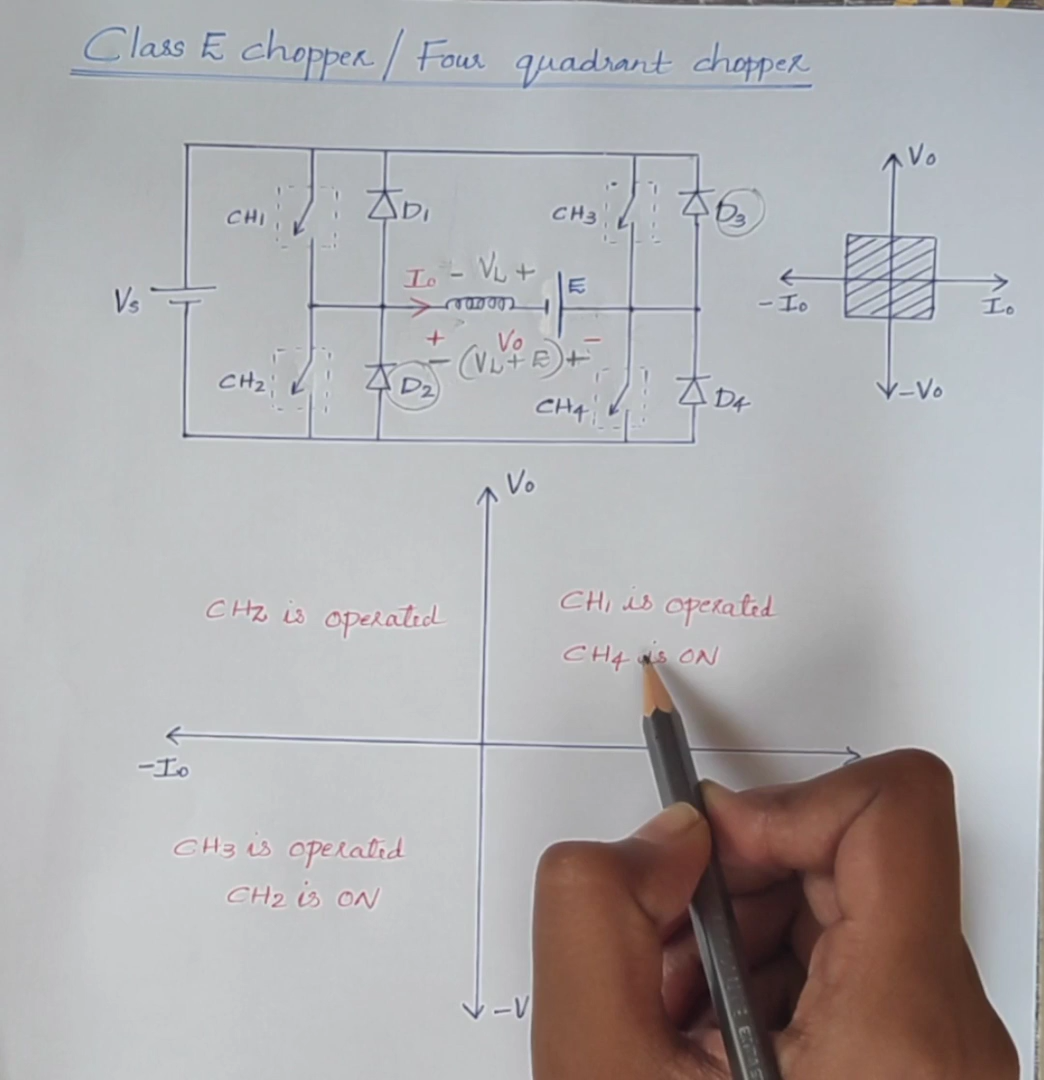 Class E chopper / Four quadrant chopper
Vo
CH1
D1
CH3
D3
Io
- VL +
E
Vs
-Io
Io
+
Vo
-
- (VL + E) +
CH2
D2
CH4
D4
-Vo
Vo
CH2 is operated
CH1 is operated
CH4 is ON
-Io
CH3 is operated
CH2 is ON
-V